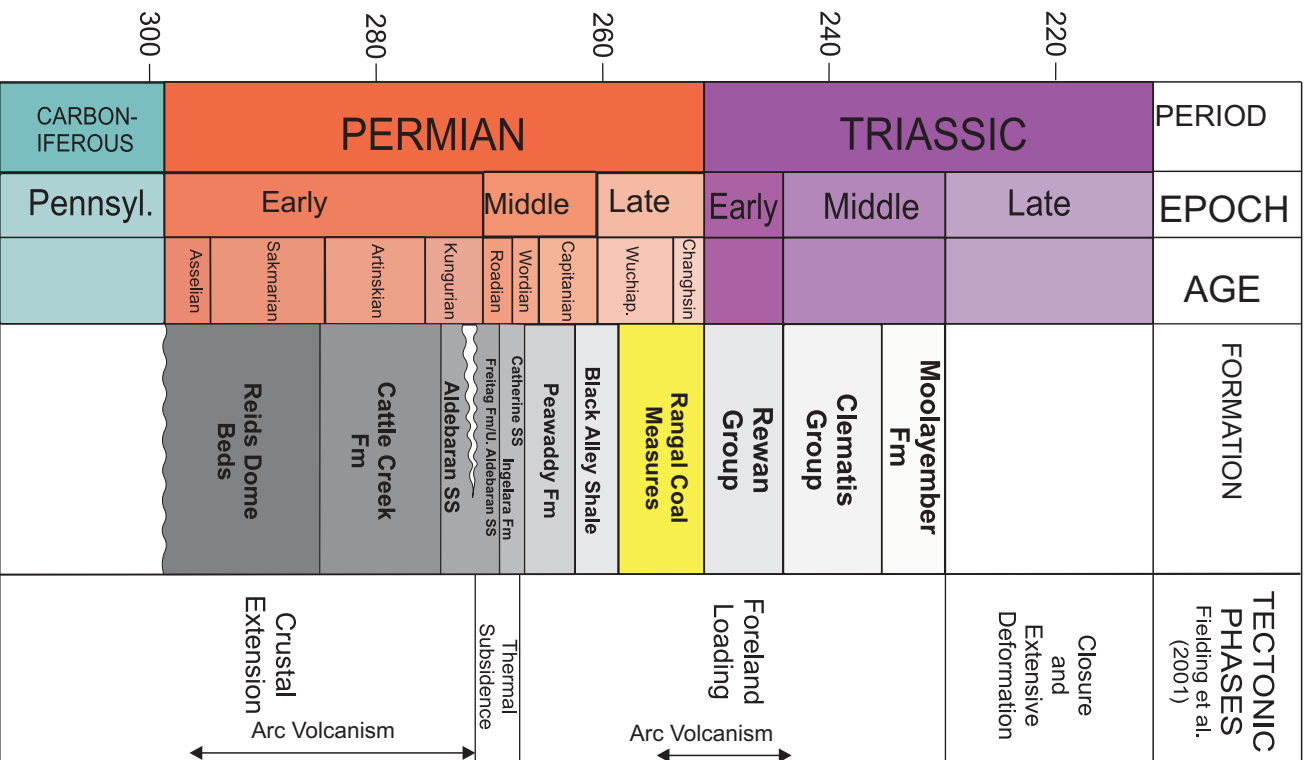 300
280
260
240
220
CARBON-
IFEROUS
PERMIAN
TRIASSIC
PERIOD
Pennsyl.
Early
Middle
Late
Early
Middle
Late
EPOCH
Asselian
Sakmarian
Artinskian
Kungurian
Roadian
Wordian
Capitanian
Wuchiap.
Changhsin
AGE
Reids Dome
Beds
Cattle Creek
Fm
Aldebaran SS
Freitag Fm/U. Aldebaran SS
Catherine SS
Ingelara Fm
Peawaddy Fm
Black Alley Shale
Rangal Coal
Measures
Rewan
Group
Clematis
Group
Moolayember
Fm
FORMATION
Crustal
Extension
Arc Volcanism
Thermal
Subsidence
Foreland
Loading
Arc Volcanism
Closure
and
Extensive
Deformation
TECTONIC
PHASES
Fielding et al.
(2001)